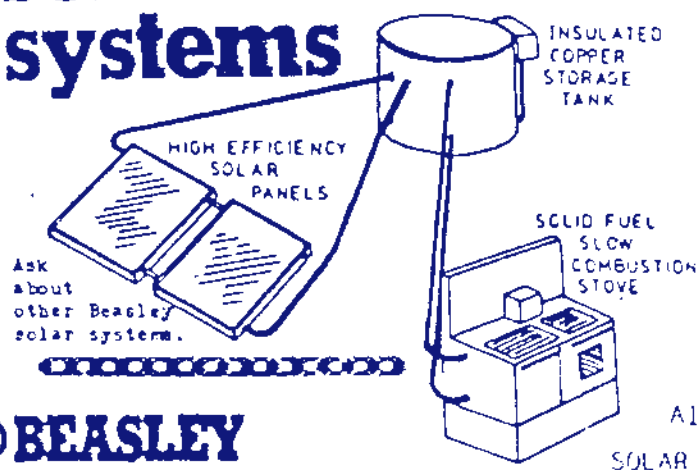 systems
INSULATED
COPPER
STORAGE
TANK
HIGH EFFICIENCY
SOLAR
PANELS
SOLID FUEL
SLOW
COMBUSTION
STOVE
Ask
about
other Beasley
solar systems.
BEASLEY
SOLAR